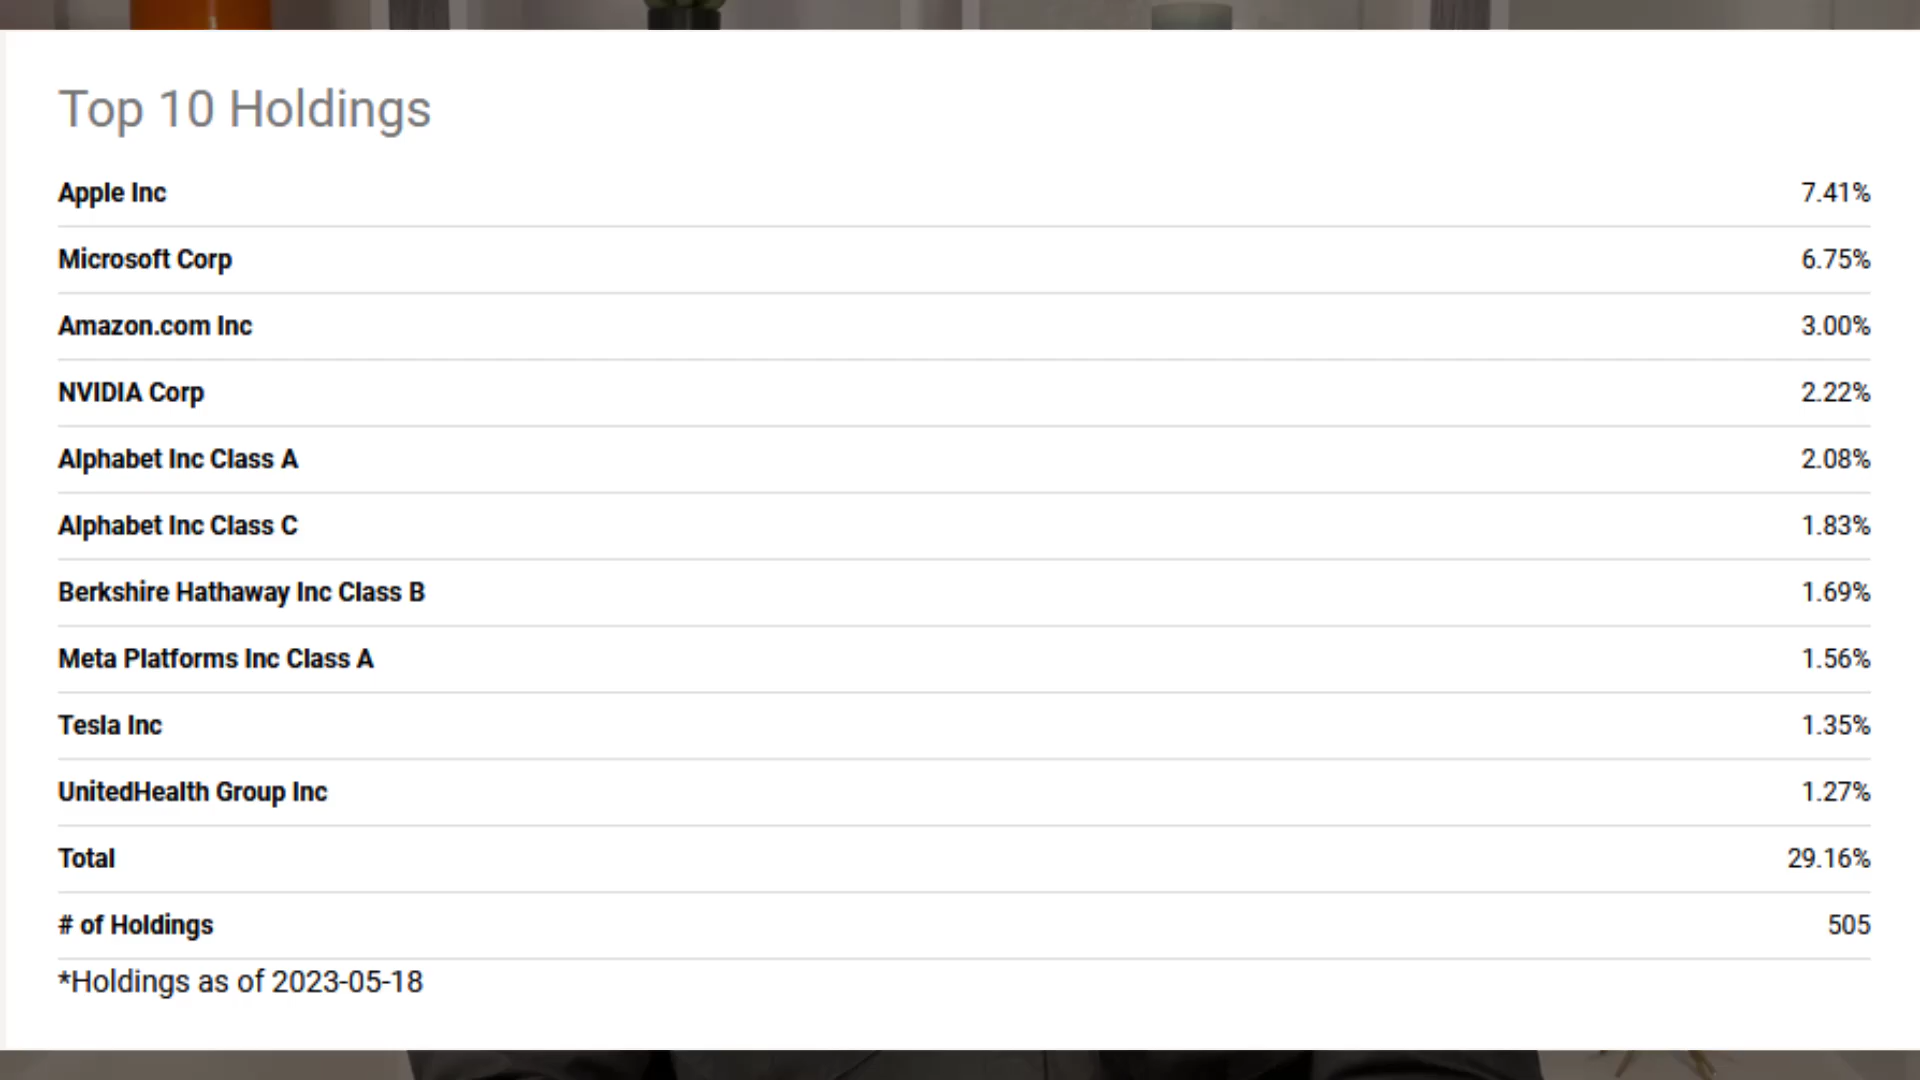 Top 10 Holdings
Apple Inc 7.41%
Microsoft Corp 6.75%
Amazon.com Inc 3.00%
NVIDIA Corp 2.22%
Alphabet Inc Class A 2.08%
Alphabet Inc Class C 1.83%
Berkshire Hathaway Inc Class B 1.69%
Meta Platforms Inc Class A 1.56%
Tesla Inc 1.35%
UnitedHealth Group Inc 1.27%
Total 29.16%
# of Holdings 505
*Holdings as of 2023-05-18